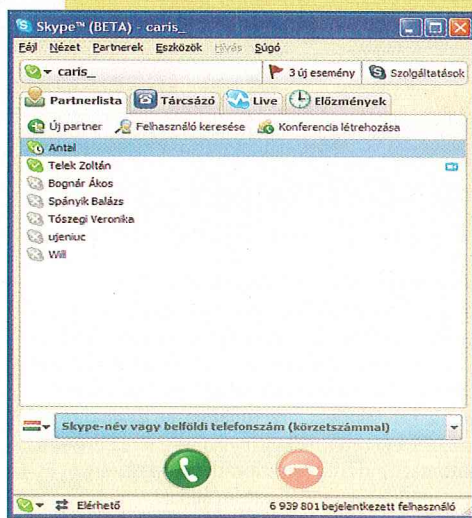 Skype™ (BETA) - caris_
Fájl Nézet Partnerek Eszközök Hívás Súgó
caris_ 3 új esemény Szolgáltatások
Partnerlista Tárcsázó Live Előzmények
Új partner Felhasználó keresése Konferencia létrehozása
Antal
Telek Zoltán
Bognár Ákos
Spányik Balázs
Tószegi Veronika
ujeniuc
Will
Skype-név vagy belföldi telefonszám (körzetszámmal)
Elérhető 6 939 801 bejelentkezett felhasználó